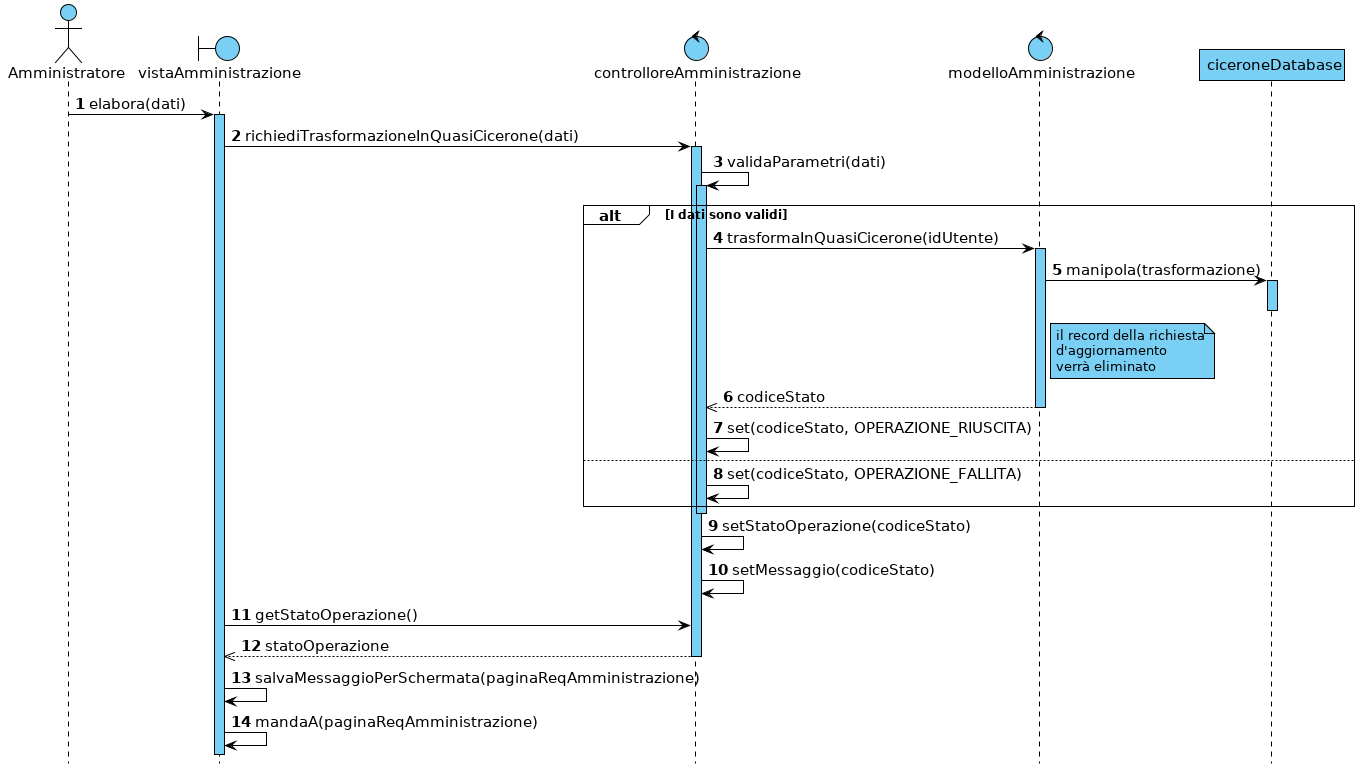 Amministratore
vistaAmministrazione
controlloreAmministrazione
modelloAmministrazione
ciceroneDatabase
1 elabora(dati)
2 richiediTrasformazioneInQuasiCicerone(dati)
3 validaParametri(dati)
alt [I dati sono validi]
4 trasformaInQuasiCicerone(idUtente)
5 manipola(trasformazione)
il record della richiesta
d'aggiornamento
verrà eliminato
6 codiceStato
7 set(codiceStato, OPERAZIONE_RIUSCITA)
8 set(codiceStato, OPERAZIONE_FALLITA)
9 setStatoOperazione(codiceStato)
10 setMessaggio(codiceStato)
11 getStatoOperazione()
12 statoOperazione
13 salvaMessaggioPerSchermata(paginaReqAmministrazione)
14 mandaA(paginaReqAmministrazione)